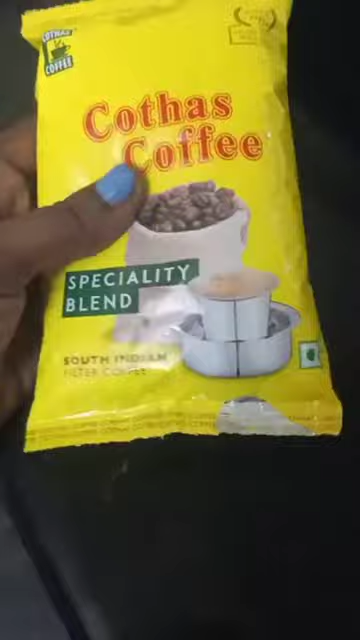 COTHAS
COFFEE
Cothas
Coffee
SPECIALITY
BLEND
SOUTH INDIAN
FILTER COFFEE